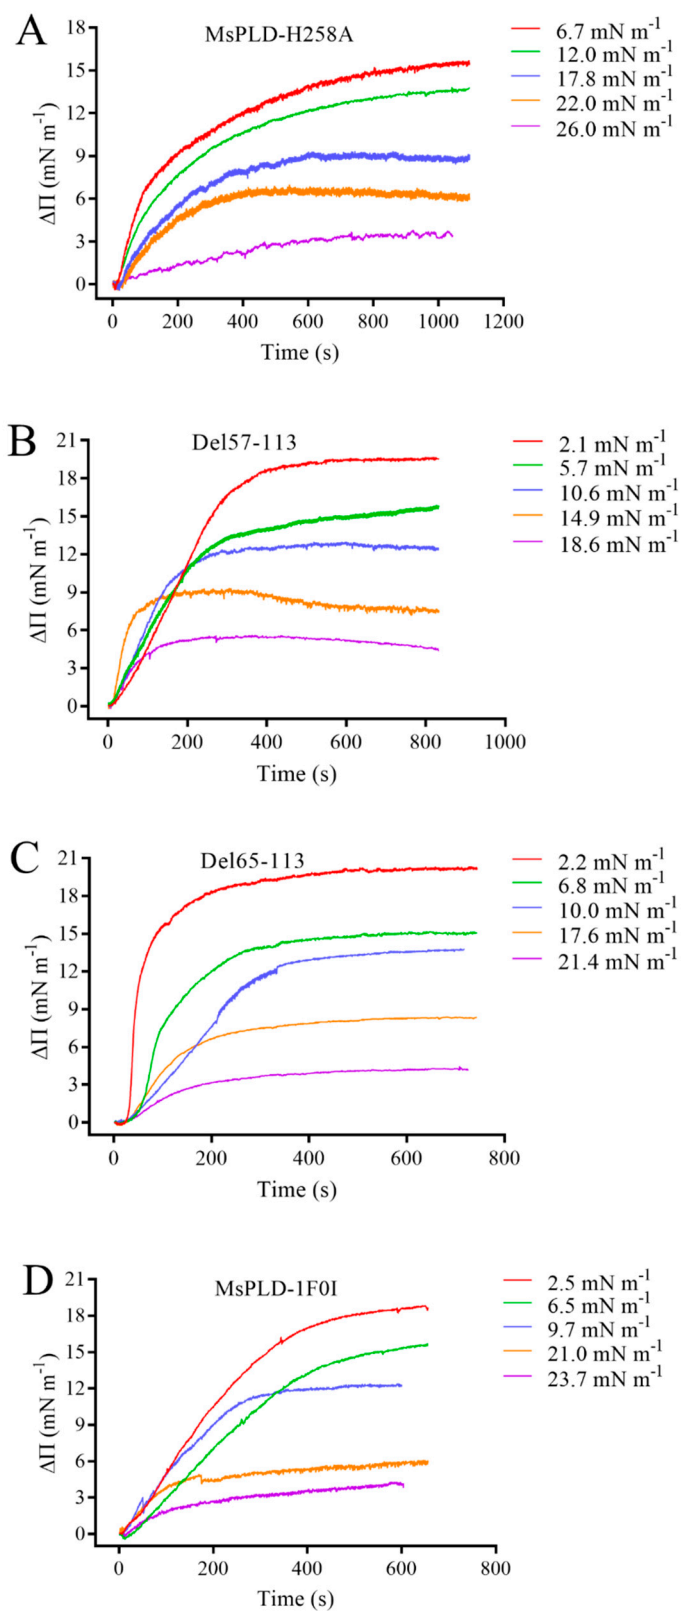 A
MsPLD-H258A
18
15
12
9
6
3
0
ΔΠ (mN m-1)
0 200 400 600 800 1000 1200
Time (s)
6.7 mN m-1
12.0 mN m-1
17.8 mN m-1
22.0 mN m-1
26.0 mN m-1
B
Del57-113
21
18
15
12
9
6
3
0
ΔΠ (mN m-1)
0 200 400 600 800 1000
Time (s)
2.1 mN m-1
5.7 mN m-1
10.6 mN m-1
14.9 mN m-1
18.6 mN m-1
C
Del65-113
21
18
15
12
9
6
3
0
ΔΠ (mN m-1)
0 200 400 600 800
Time (s)
2.2 mN m-1
6.8 mN m-1
10.0 mN m-1
17.6 mN m-1
21.4 mN m-1
D
MsPLD-1F0I
21
18
15
12
9
6
3
0
ΔΠ (mN m-1)
0 200 400 600 800
Time (s)
2.5 mN m-1
6.5 mN m-1
9.7 mN m-1
21.0 mN m-1
23.7 mN m-1